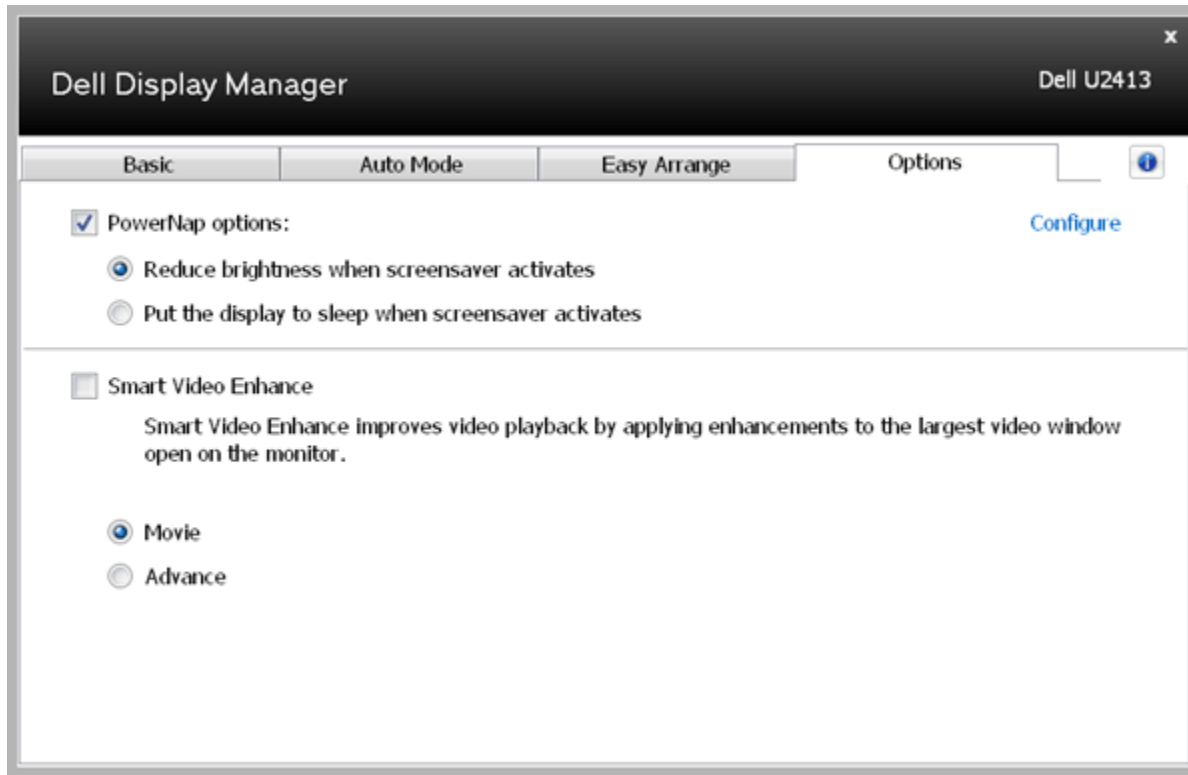 x
Dell Display Manager
Dell U2413
Basic
Auto Mode
Easy Arrange
Options
PowerNap options:
Configure
Reduce brightness when screensaver activates
Put the display to sleep when screensaver activates
Smart Video Enhance
Smart Video Enhance improves video playback by applying enhancements to the largest video window
open on the monitor.
Movie
Advance